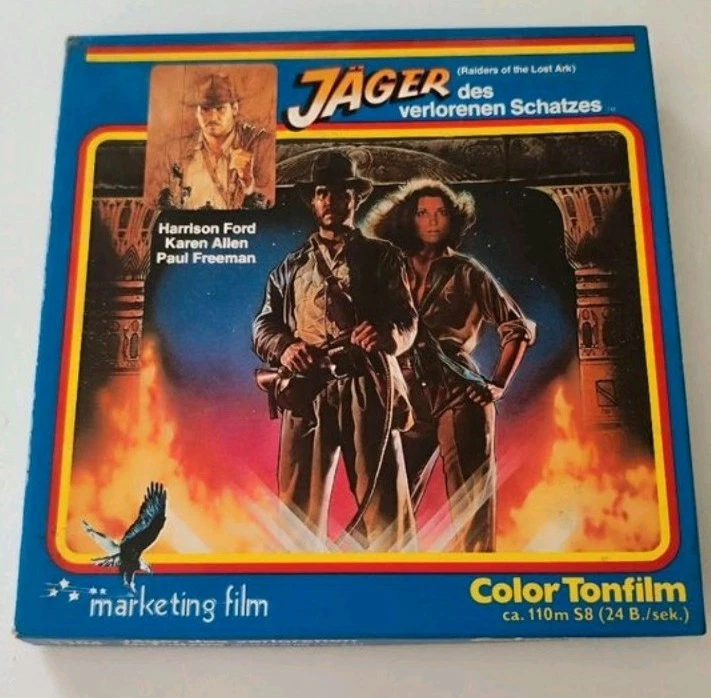 JÄGER
(Raiders of the Lost Ark)
des
verlorenen Schatzes ™
Harrison Ford
Karen Allen
Paul Freeman
marketing film
Color Tonfilm
ca. 110m S8 (24 B./sek.)